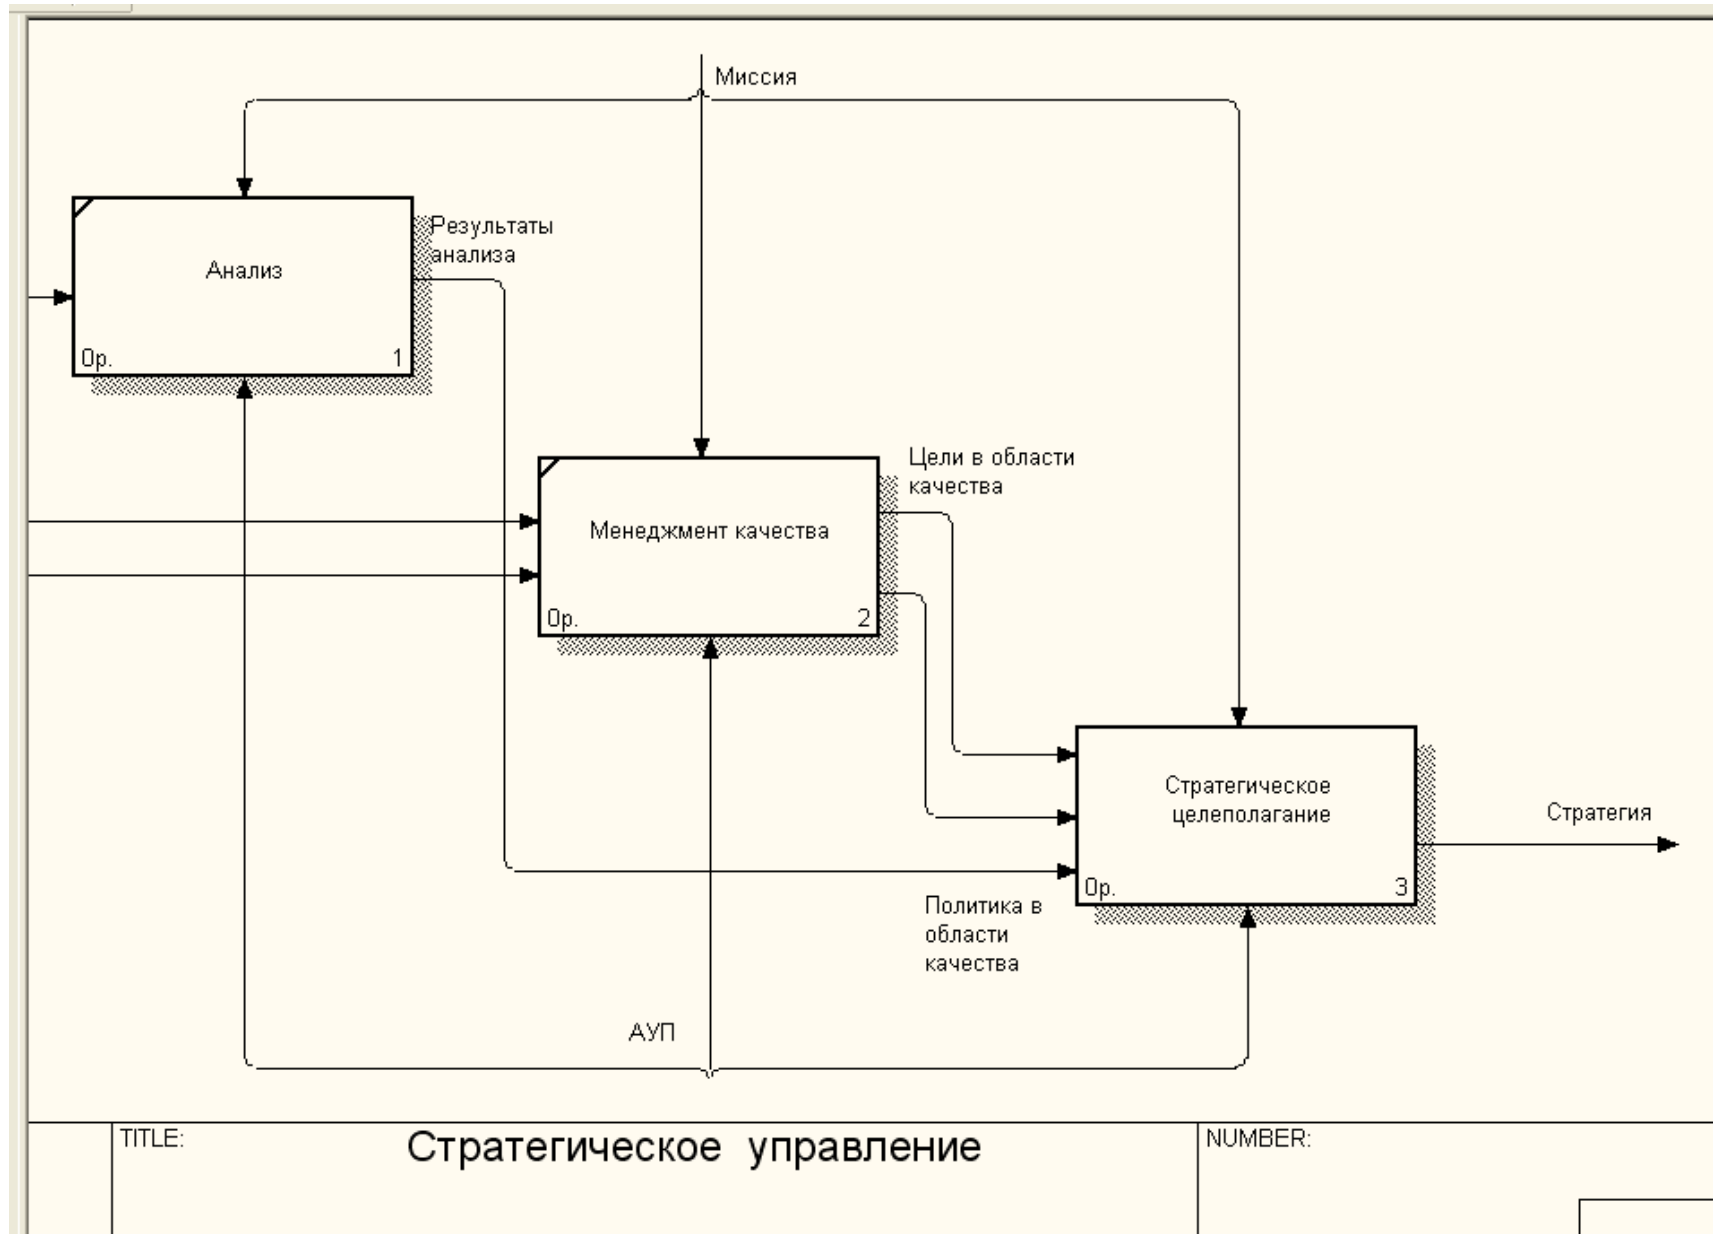 Миссия
Результаты
анализа
Анализ
0р.
1
Цели в области
качества
Менеджмент качества
0р.
2
Стратегическое
целеполагание
Стратегия
0р.
3
Политика в
области
качества
АУП
TITLE:
Стратегическое управление
NUMBER: